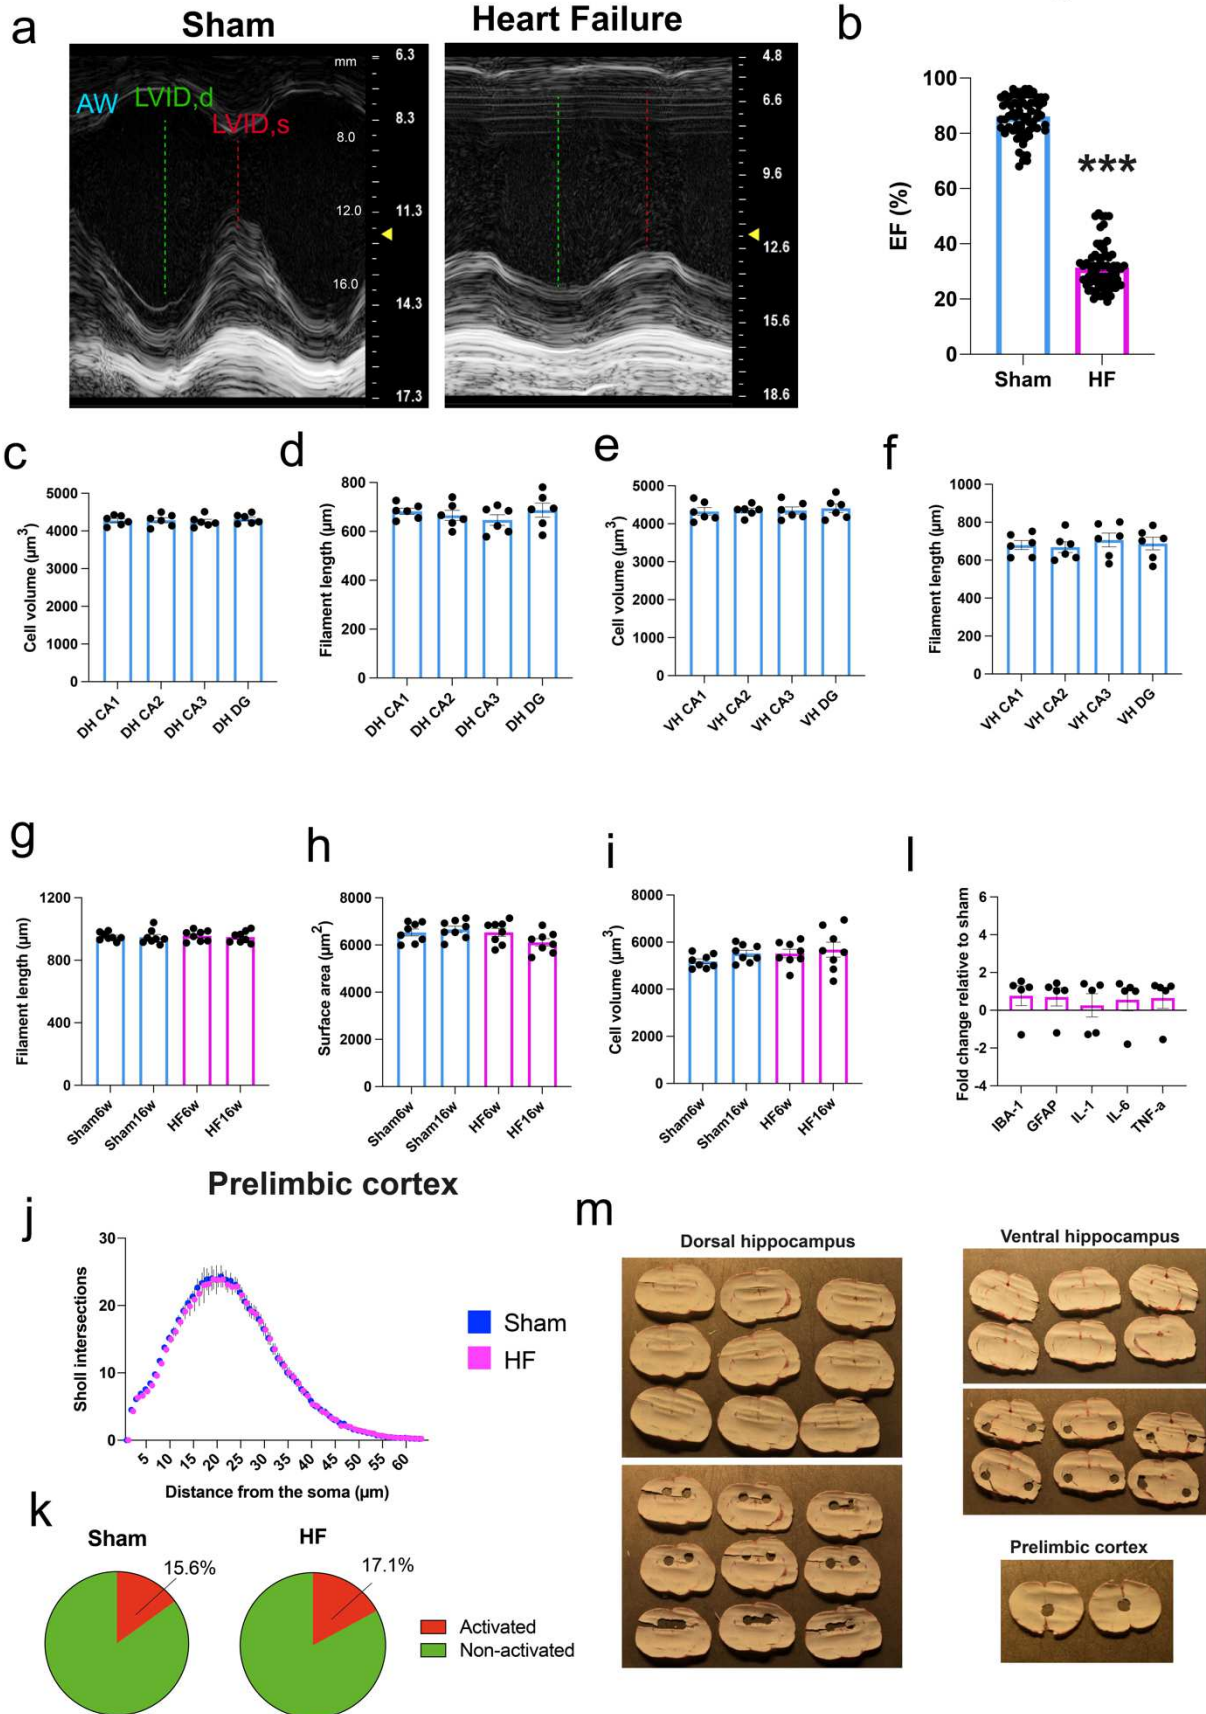 a
Sham
Heart Failure
b
mm
AW
LVID,d
LVID,s
8.0
12.0
16.0
6.3
8.3
11.3
14.3
17.3
4.8
6.6
9.6
12.6
15.6
18.6
EF (%)
100
80
60
40
20
0
***
Sham
HF
c
Cell volume (µm³)
5000
4000
3000
2000
1000
0
DH CA1
DH CA2
DH CA3
DH DG
d
Filament length (µm)
800
600
400
200
0
DH CA1
DH CA2
DH CA3
DH DG
e
Cell volume (µm³)
5000
4000
3000
2000
1000
0
VH CA1
VH CA2
VH CA3
VH DG
f
Filament length (µm)
1000
800
600
400
200
0
VH CA1
VH CA2
VH CA3
VH DG
g
Filament length (µm)
1200
800
400
0
Sham6w
Sham16w
HF6w
HF16w
h
Surface area (µm²)
8000
6000
4000
2000
0
Sham6w
Sham16w
HF6w
HF16w
i
Cell volume (µm³)
8000
6000
4000
2000
0
Sham6w
Sham16w
HF6w
HF16w
l
Fold change relative to sham
6
4
2
0
-2
-4
IBA-1
GFAP
IL-1
IL-6
TNF-a
Prelimbic cortex
j
Sholl intersections
30
20
10
0
5
10
15
20
25
30
35
40
45
50
55
60
Distance from the soma (µm)
Sham
HF
k
Sham
15.6%
HF
17.1%
Activated
Non-activated
m
Dorsal hippocampus
Ventral hippocampus
Prelimbic cortex